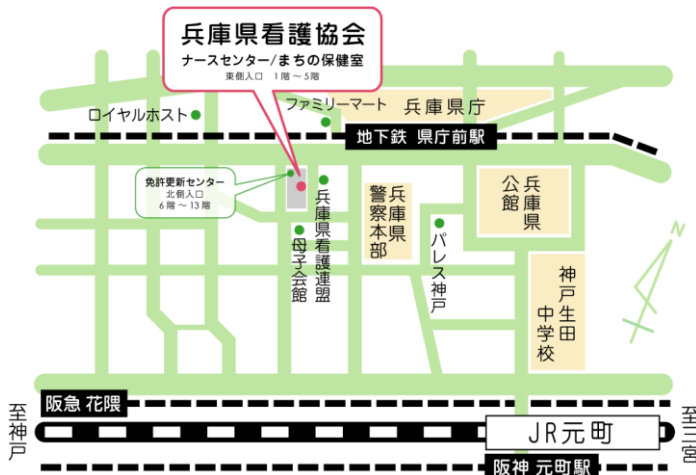 兵庫県看護協会
ナースセンター/まちの保健室
東側入口 1階～5階
ロイヤルホスト
ファミリーマート
兵庫県庁
地下鉄 県庁前駅
免許更新センター
北側入口
6階～13階
兵庫県看護連盟
母子会館
兵庫県
警察本部
パレス神戸
兵庫県
公館
神戸生田
中学校
N
阪急 花隈
至神戸
JR元町
至三宮
阪神 元町駅